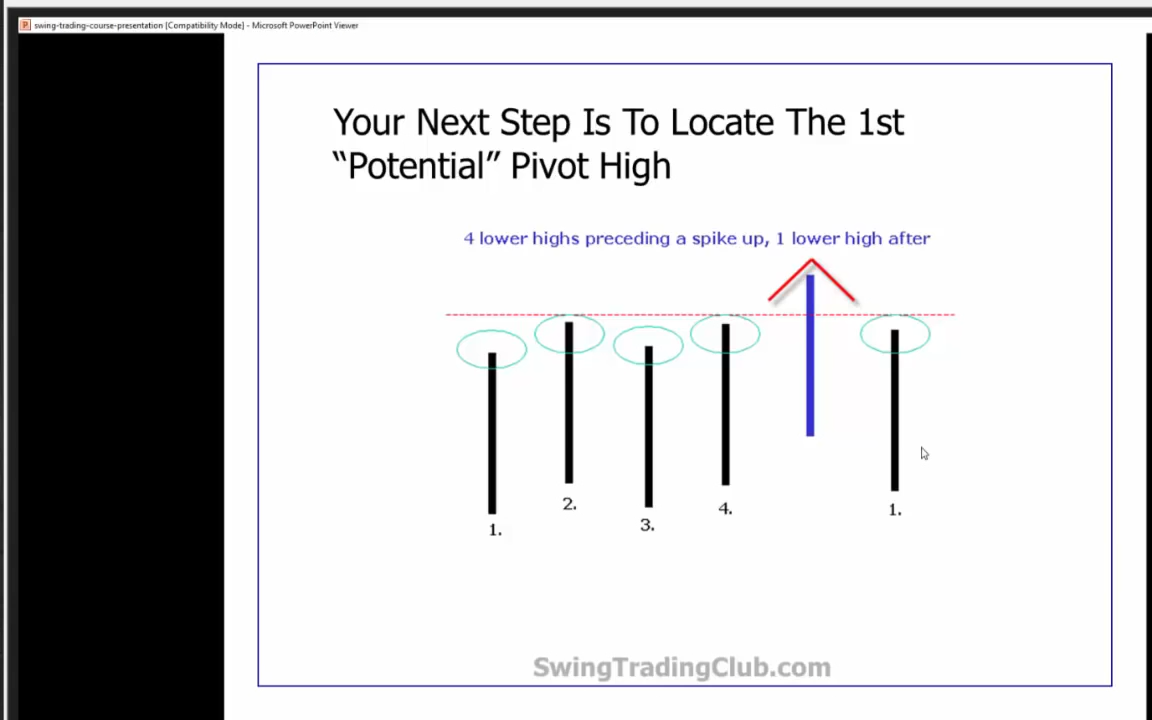 swing-trading-course-presentation [Compatibility Mode] - Microsoft PowerPoint Viewer
Your Next Step Is To Locate The 1st
“Potential” Pivot High
4 lower highs preceding a spike up, 1 lower high after
1.
2.
3.
4.
1.
SwingTradingClub.com